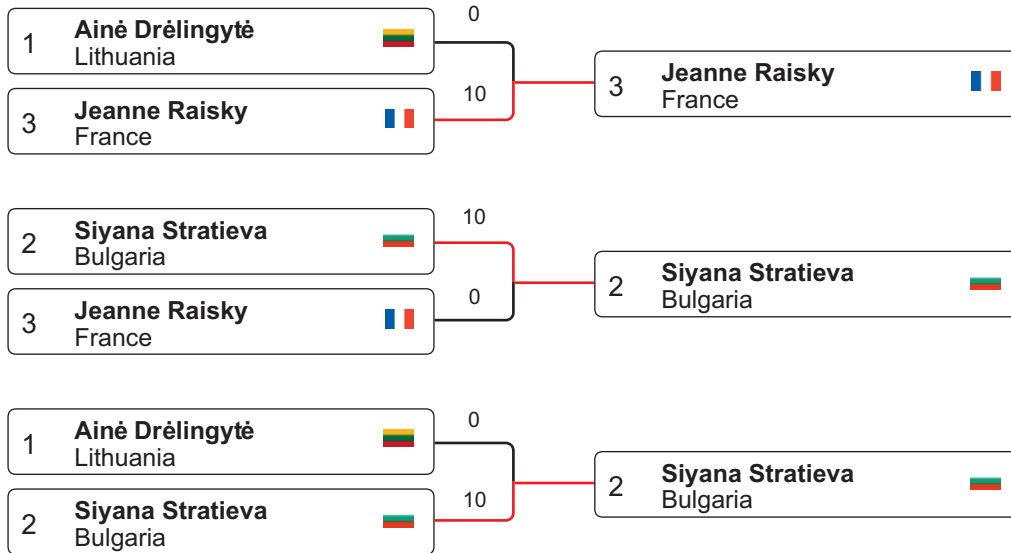 0
1
Ainė Drėlingytė
Lithuania
10
3
Jeanne Raisky
France
3
Jeanne Raisky
France
10
2
Siyana Stratieva
Bulgaria
0
3
Jeanne Raisky
France
2
Siyana Stratieva
Bulgaria
0
1
Ainė Drėlingytė
Lithuania
10
2
Siyana Stratieva
Bulgaria
2
Siyana Stratieva
Bulgaria